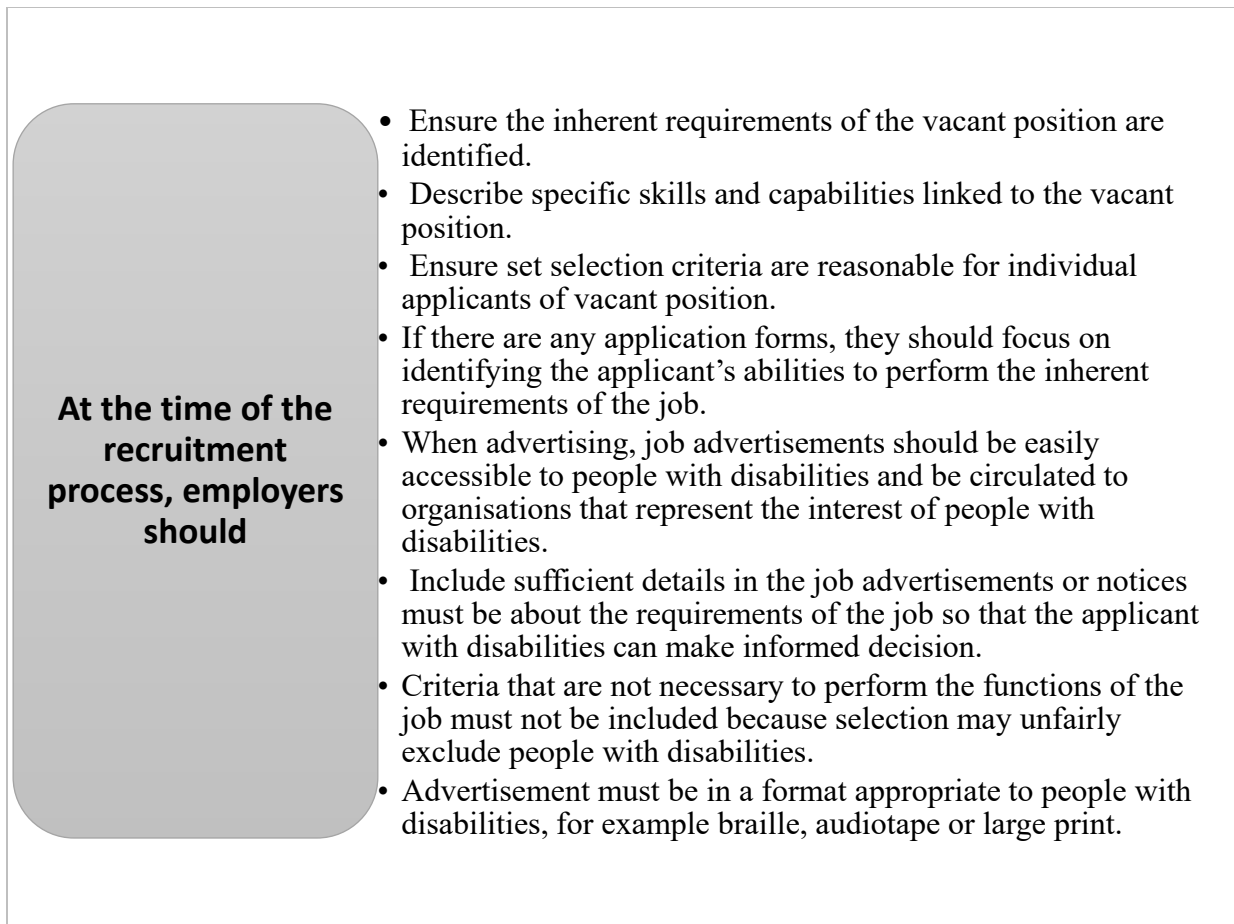 At the time of the
recruitment
process, employers
should
• Ensure the inherent requirements of the vacant position are
identified.
• Describe specific skills and capabilities linked to the vacant
position.
• Ensure set selection criteria are reasonable for individual
applicants of vacant position.
• If there are any application forms, they should focus on
identifying the applicant’s abilities to perform the inherent
requirements of the job.
• When advertising, job advertisements should be easily
accessible to people with disabilities and be circulated to
organisations that represent the interest of people with
disabilities.
• Include sufficient details in the job advertisements or notices
must be about the requirements of the job so that the applicant
with disabilities can make informed decision.
• Criteria that are not necessary to perform the functions of the
job must not be included because selection may unfairly
exclude people with disabilities.
• Advertisement must be in a format appropriate to people with
disabilities, for example braille, audiotape or large print.